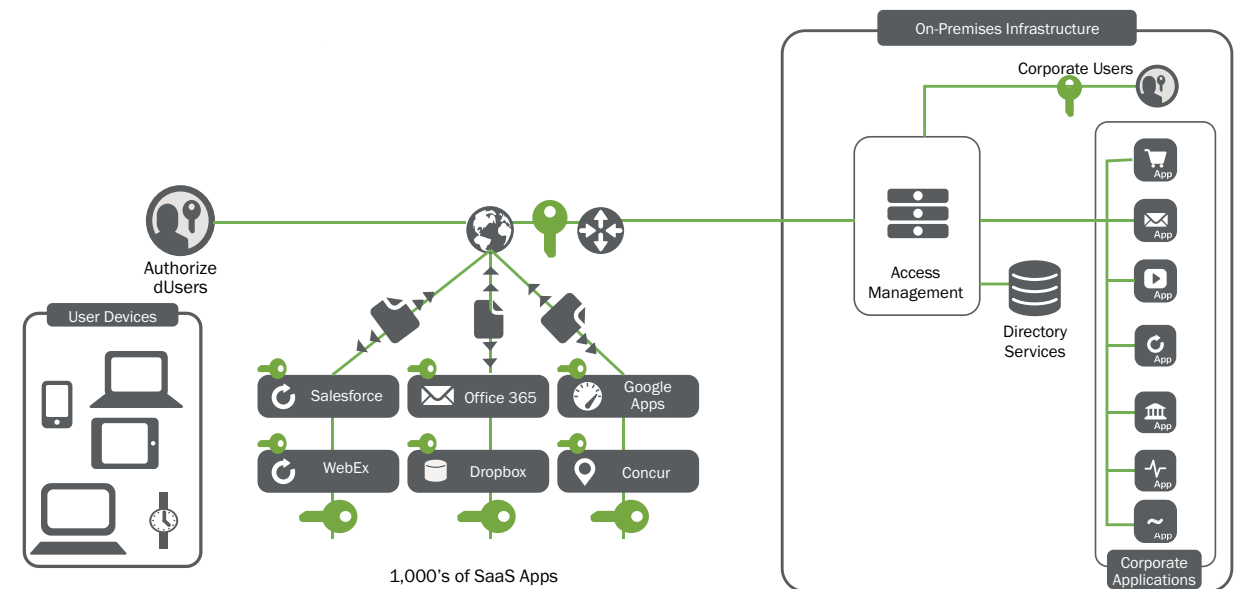 On-Premises Infrastructure
Corporate Users
Authorize
dUsers
User Devices
Access
Management
Directory
Services
App
App
App
App
App
App
App
Corporate
Applications
Salesforce
Office 365
Google
Apps
WebEx
Dropbox
Concur
1,000’s of SaaS Apps